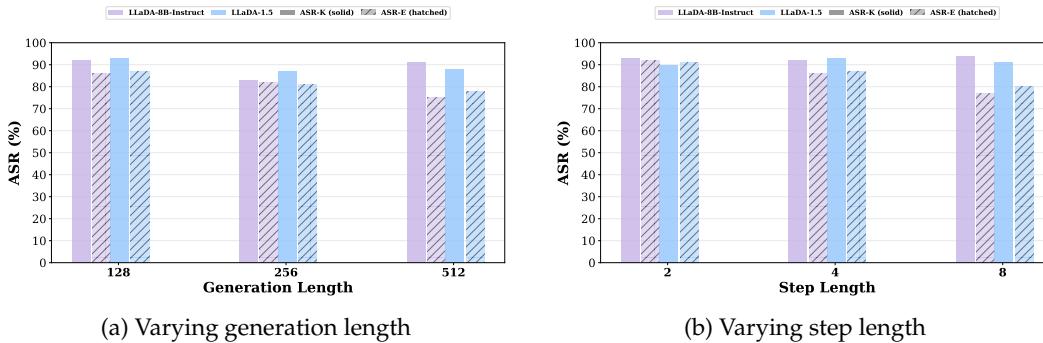 LLaDA-8B-Instruct LLaDA-1.5 ASR-K (solid) ASR-E (hatched)
100
90
80
70
60
50
40
30
20
10
0
ASR (%)
128 256 512
Generation Length
(a) Varying generation length
LLaDA-8B-Instruct LLaDA-1.5 ASR-K (solid) ASR-E (hatched)
100
90
80
70
60
50
40
30
20
10
0
ASR (%)
2 4 8
Step Length
(b) Varying step length